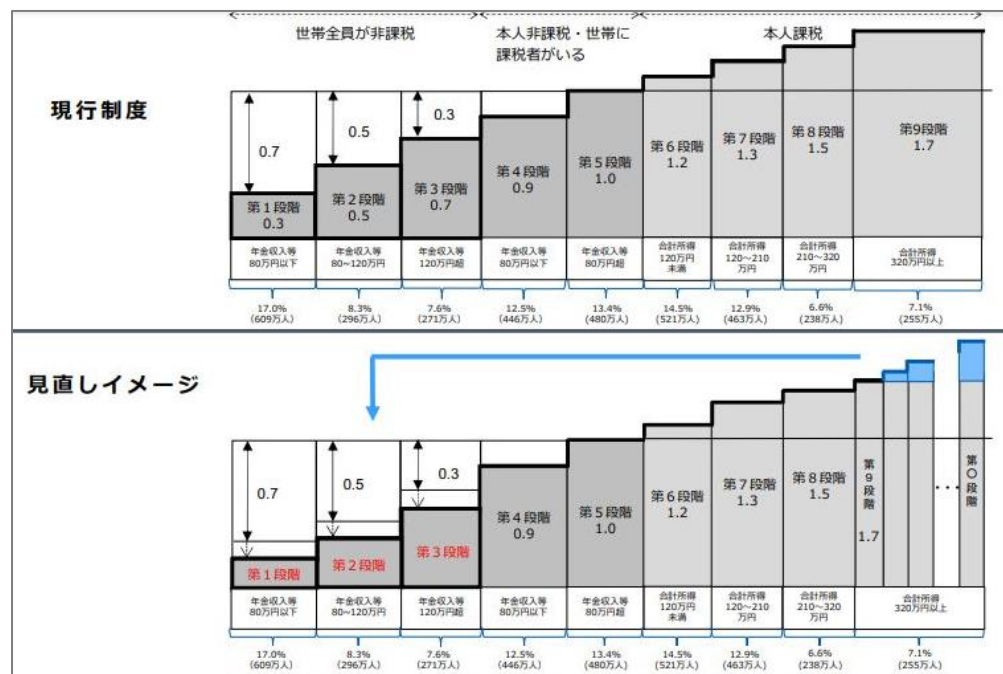 世帯全員が非課税
本人非課税・世帯に
課税者がいる
本人課税
現行制度
0.7
0.5
0.3
第1段階
0.3
第2段階
0.5
第3段階
0.7
第4段階
0.9
第5段階
1.0
第6段階
1.2
第7段階
1.3
第8段階
1.5
第9段階
1.7
年金収入等
80万円以下
年金収入等
80~120万円
年金収入等
120万円超
年金収入等
80万円以下
年金収入等
80万円超
合計所得
120万円
未満
合計所得
120~210
万円
合計所得
210~320
万円
合計所得
320万円以上
17.0%
(609万人)
8.3%
(296万人)
7.6%
(271万人)
12.5%
(446万人)
13.4%
(480万人)
14.5%
(521万人)
12.9%
(463万人)
6.6%
(238万人)
7.1%
(255万人)
見直しイメージ
0.7
0.5
0.3
第1段階
第2段階
第3段階
第4段階
0.9
第5段階
1.0
第6段階
1.2
第7段階
1.3
第8段階
1.5
第9段階
1.7
…
第〇段階
年金収入等
80万円以下
年金収入等
80~120万円
年金収入等
120万円超
年金収入等
80万円以下
年金収入等
80万円超
合計所得
120万円
未満
合計所得
120~210
万円
合計所得
210~320
万円
合計所得
320万円以上
17.0%
(609万人)
8.3%
(296万人)
7.6%
(271万人)
12.5%
(446万人)
13.4%
(480万人)
14.5%
(521万人)
12.9%
(463万人)
6.6%
(238万人)
7.1%
(255万人)